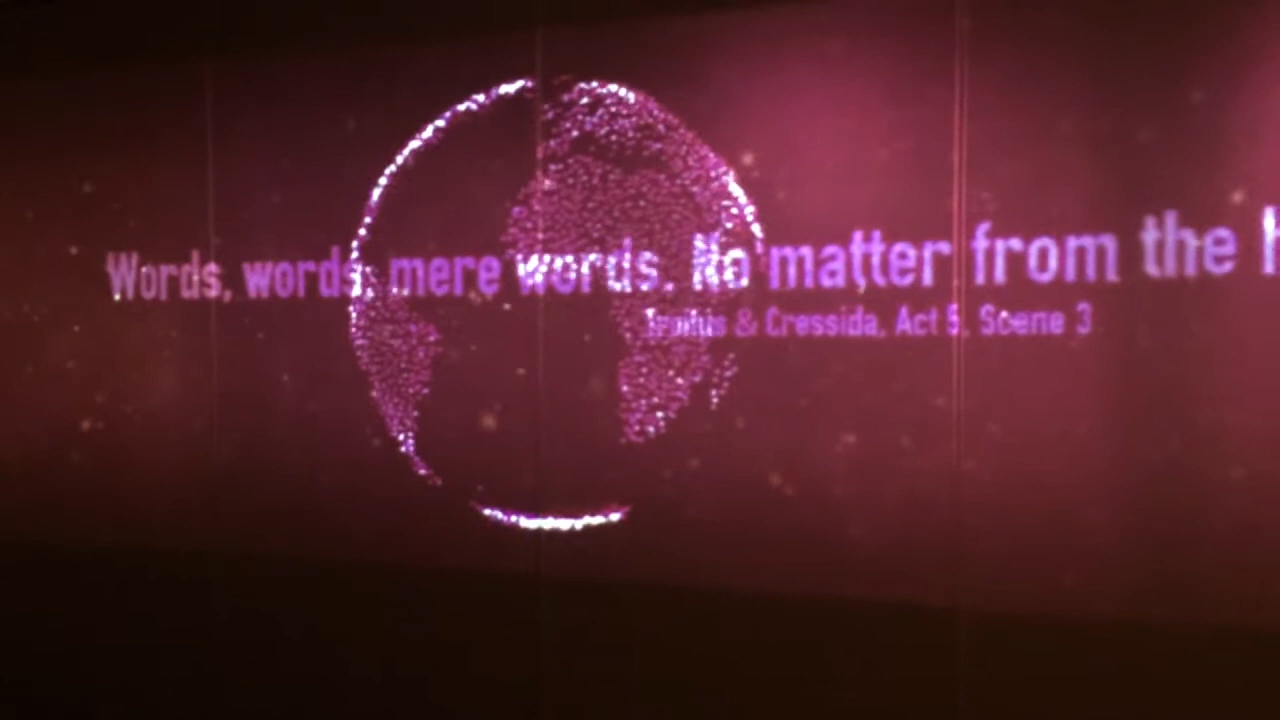 Words, words, mere words. No matter from the
Troilus & Cressida, Act 5, Scene 3